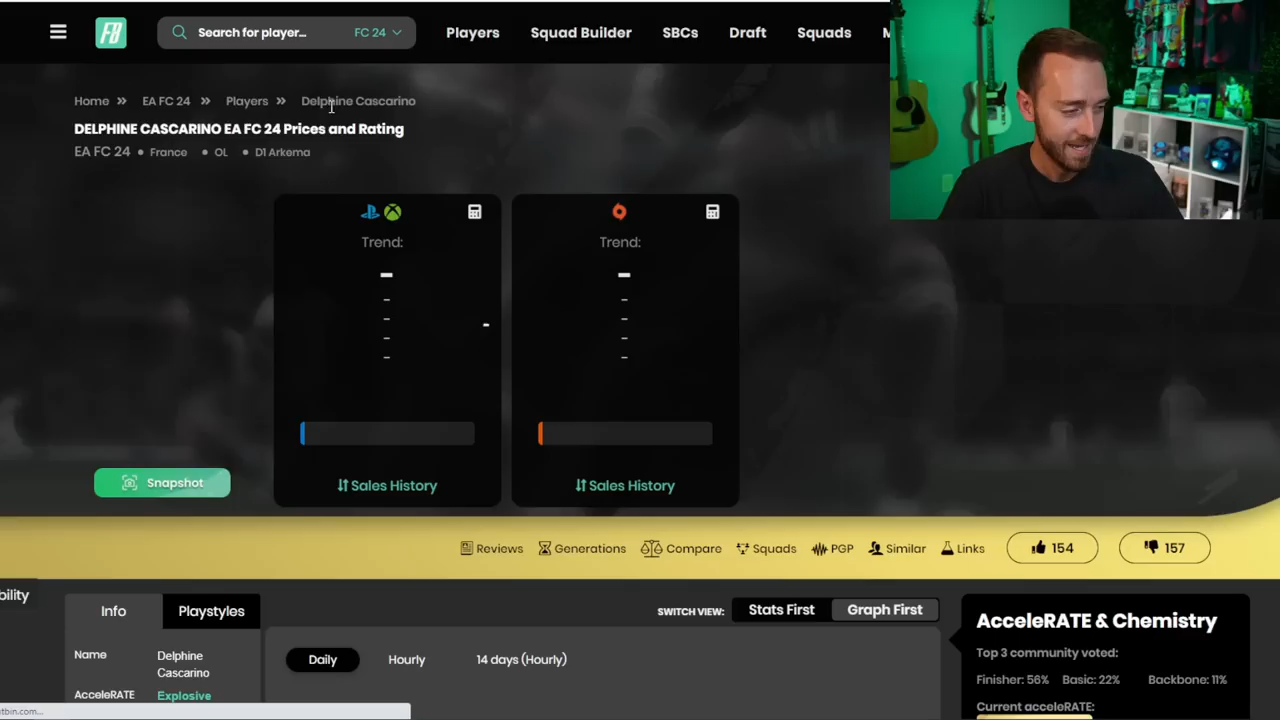 FB Search for player... FC 24 Players Squad Builder SBCs Draft Squads M
Home » EA FC 24 » Players » Delphine Cascarino
DELPHINE CASCARINO EA FC 24 Prices and Rating
EA FC 24 • France • OL • D1 Arkema
Trend: Trend:
Sales History Sales History
Snapshot
Reviews Generations Compare Squads PGP Similar Links 154 157
bility
Info Playstyles SWITCH VIEW: Stats First Graph First AcceleRATE & Chemistry
Top 3 community voted:
Name Delphine Cascarino Daily Hourly 14 days (Hourly)
Finisher: 56% Basic: 22% Backbone: 11%
AcceleRATE Explosive Current acceleRATE:
tbin.com...